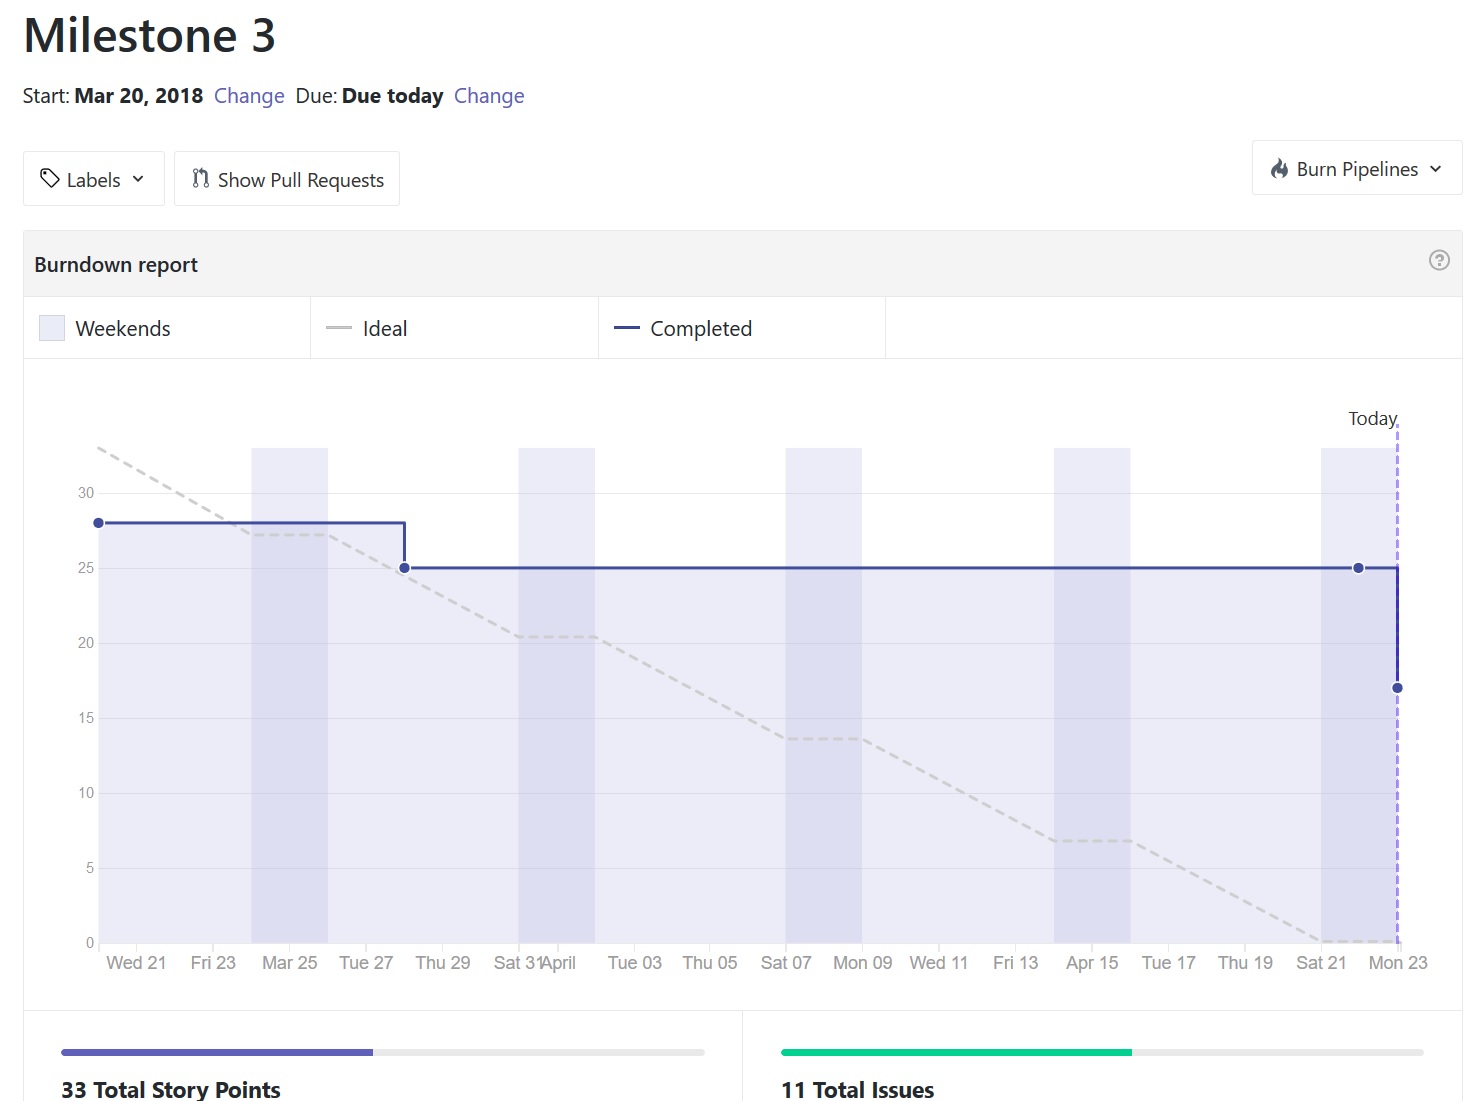 Milestone 3
Start: Mar 20, 2018 Change Due: Due today Change
Labels Show Pull Requests Burn Pipelines
Burndown report
Weekends Ideal Completed
Today
30
25
20
15
10
5
0
Wed 21 Fri 23 Mar 25 Tue 27 Thu 29 Sat 31 April Tue 03 Thu 05 Sat 07 Mon 09 Wed 11 Fri 13 Apr 15 Tue 17 Thu 19 Sat 21 Mon 23
33 Total Story Points 11 Total Issues